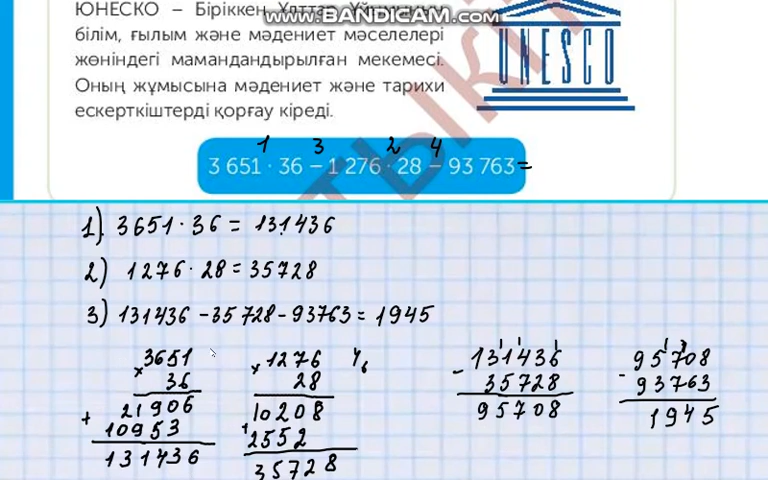 ЮНЕСКО – Біріккен Ұлттар Ұйымының
www.BANDICAM.com
білім, ғылым және мәдениет мәселелері
жөніндегі мамандандырылған мекемесі.
Оның жұмысына мәдениет және тарихи
ескерткіштерді қорғау кіреді.
UNESCO
1 3 2 4
3 651 · 36 – 1 276 · 28 – 93 763 =
1) 3651 · 36 = 131436
2) 1276 · 28 = 35728
3) 131436 - 35728 - 93763 = 1945
× 3651
36
+ 21906
10953
131436
× 1276
28
10208
2552
35728
- 131436
35728
95708
- 95708
93763
1945